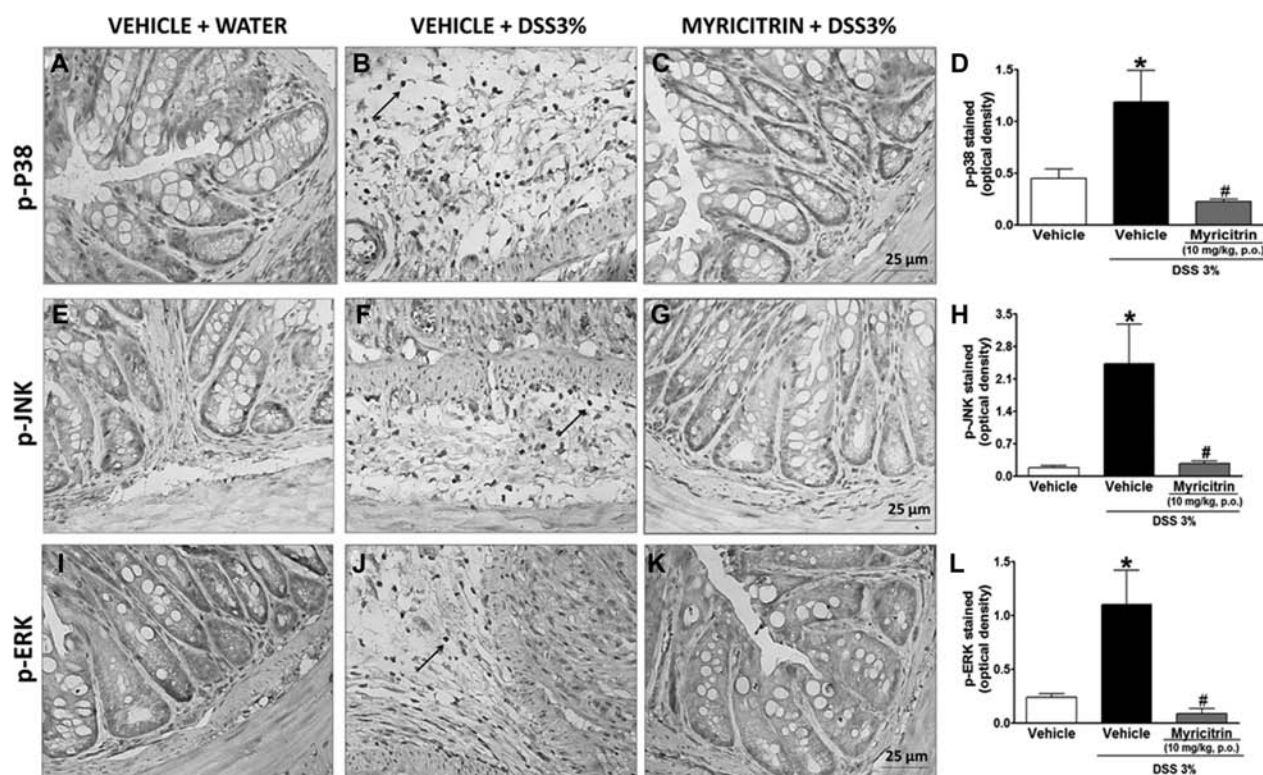 VEHICLE + WATER
VEHICLE + DSS3%
MYRICITRIN + DSS3%
p-P38
A
B
C
25 µm
D
p-p38 stained
(optical density)
1.5
1.0
0.5
0.0
*
#
Vehicle
Vehicle
Myricitrin
(10 mg/kg, p.o.)
DSS 3%
p-JNK
E
F
G
25 µm
H
p-JNK stained
(optical density)
3.5
2.8
2.1
1.4
0.7
0.0
*
#
Vehicle
Vehicle
Myricitrin
(10 mg/kg, p.o.)
DSS 3%
p-ERK
I
J
K
25 µm
L
p-ERK stained
(optical density)
1.5
1.0
0.5
0.0
*
#
Vehicle
Vehicle
Myricitrin
(10 mg/kg, p.o.)
DSS 3%